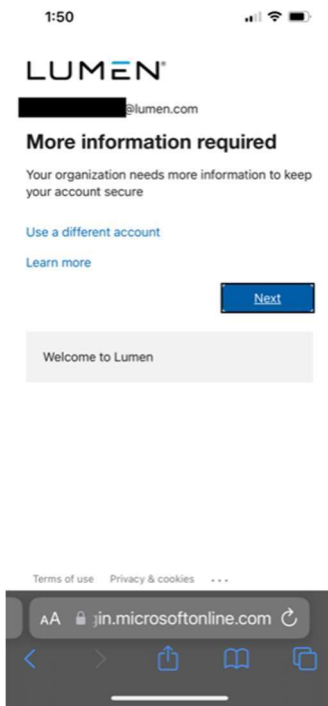 1:50
LUMEN®
@lumen.com
More information required
Your organization needs more information to keep
your account secure
Use a different account
Learn more
Next
Welcome to Lumen
Terms of use Privacy & cookies ...
AA gin.microsoftonline.com